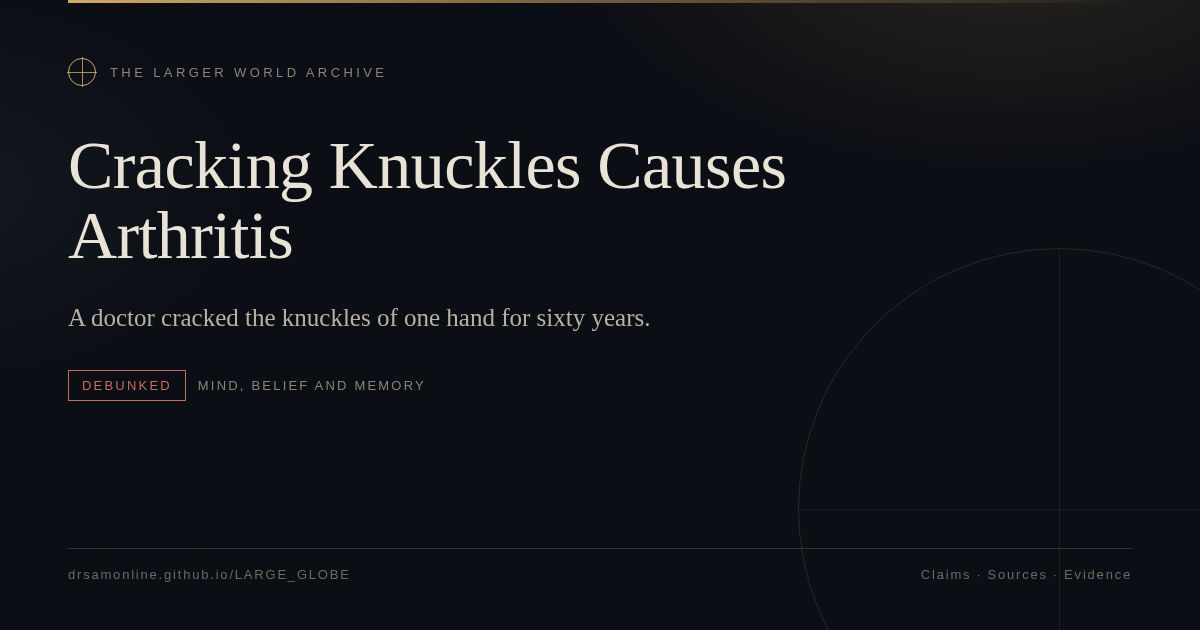 THE LARGER WORLD ARCHIVE
Cracking Knuckles Causes
Arthritis
A doctor cracked the knuckles of one hand for sixty years.
DEBUNKED MIND, BELIEF AND MEMORY
drsamonline.github.io/LARGE_GLOBE Claims · Sources · Evidence